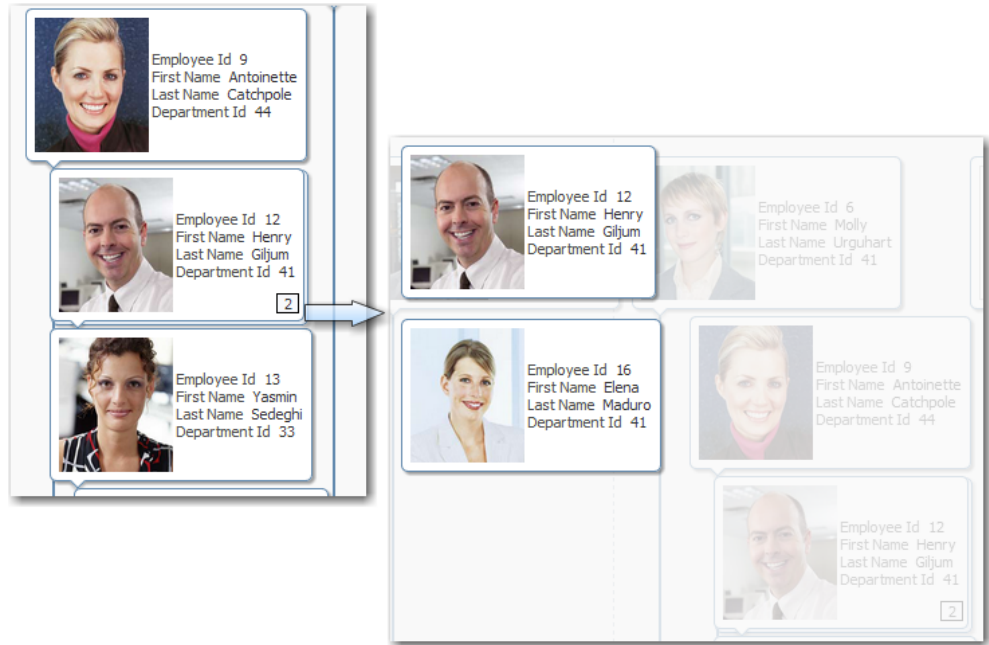 Employee Id 9
First Name Antoinette
Last Name Catchpole
Department Id 44
Employee Id 12
First Name Henry
Last Name Giljum
Department Id 41
2
Employee Id 13
First Name Yasmin
Last Name Sedeghi
Department Id 33
Employee Id 12
First Name Henry
Last Name Giljum
Department Id 41
Employee Id 16
First Name Elena
Last Name Maduro
Department Id 41
Employee Id 6
First Name Molly
Last Name Urguhart
Department Id 41
Employee Id 9
First Name Antoinette
Last Name Catchpole
Department Id 44
Employee Id 12
First Name Henry
Last Name Giljum
Department Id 41
2